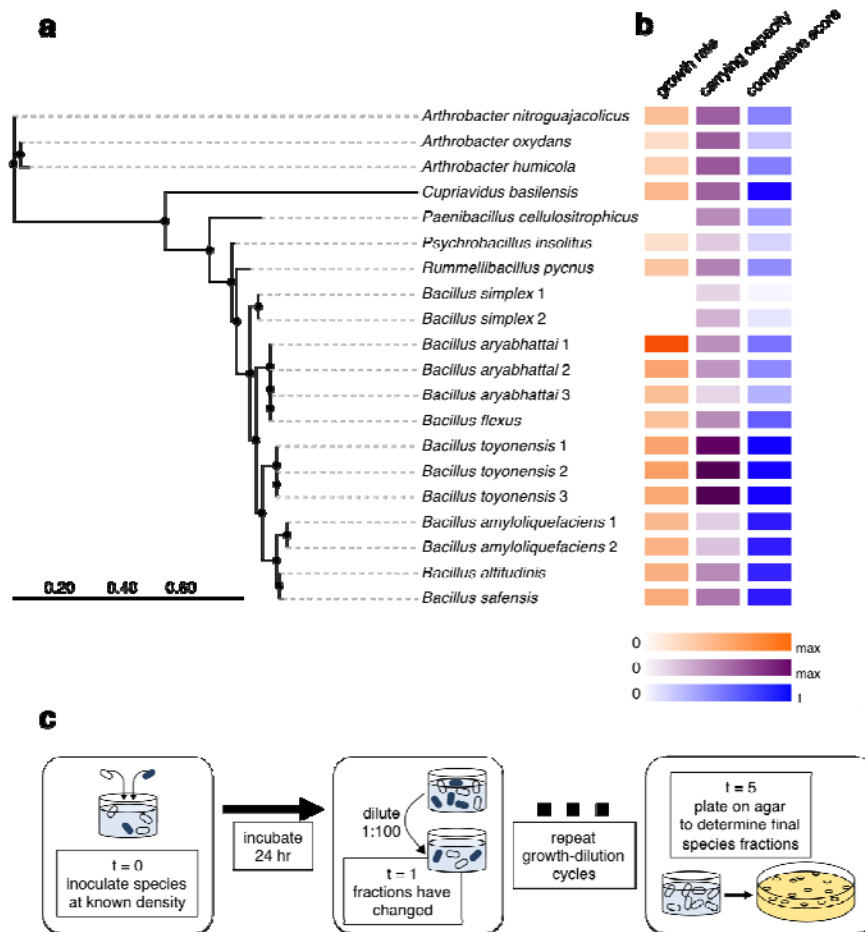 a
b
growth rate
carrying capacity
competitive score
Arthrobacter nitroguajacolicus
Arthrobacter oxydans
Arthrobacter humicola
Cupriavidus basilensis
Paenibacillus cellulositrophicus
Psychrobacillus insolitus
Rummeliibacillus pycnus
Bacillus simplex 1
Bacillus simplex 2
Bacillus aryabhattai 1
Bacillus aryabhattai 2
Bacillus aryabhattai 3
Bacillus flexus
Bacillus toyonensis 1
Bacillus toyonensis 2
Bacillus toyonensis 3
Bacillus amyloliquefaciens 1
Bacillus amyloliquefaciens 2
Bacillus altitudinis
Bacillus safensis
0.20 0.40 0.60
0 max
0 max
0 1
c
t = 0
inoculate species
at known density
incubate
24 hr
dilute
1:100
t = 1
fractions have
changed
repeat
growth-dilution
cycles
t = 5
plate on agar
to determine final
species fractions